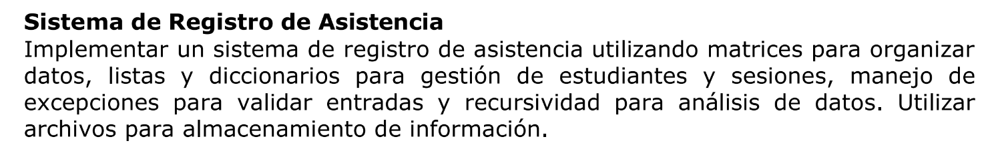 Sistema de Registro de Asistencia
Implementar un sistema de registro de asistencia utilizando matrices para organizar
datos, listas y diccionarios para gestión de estudiantes y sesiones, manejo de
excepciones para validar entradas y recursividad para análisis de datos. Utilizar
archivos para almacenamiento de información.